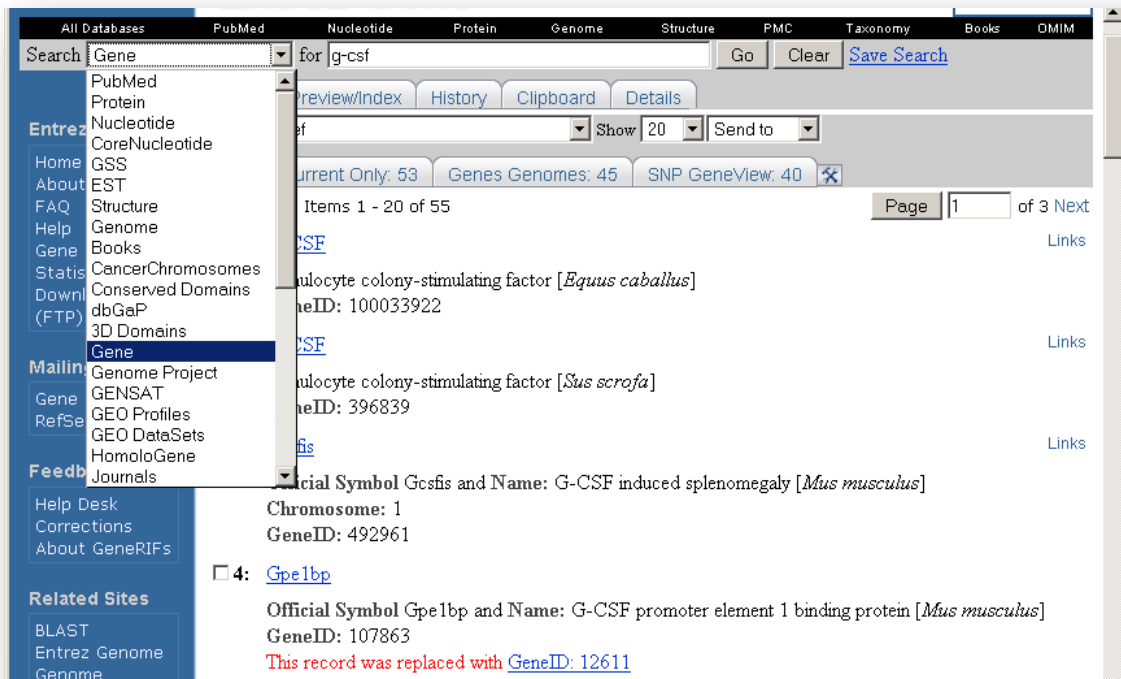 All Databases PubMed Nucleotide Protein Genome Structure PMC Taxonomy Books OMIM
Search Gene for g-csf Go Clear Save Search
PubMed
Protein
Nucleotide
CoreNucleotide
GSS
EST
Structure
Genome
Books
CancerChromosomes
Conserved Domains
dbGaP
3D Domains
Gene
Genome Project
GENSAT
GEO Profiles
GEO DataSets
HomoloGene
Journals
Preview/Index History Clipboard Details
Show 20 Send to
Current Only: 53 Genes Genomes: 45 SNP GeneView: 40
Items 1 - 20 of 55 Page 1 of 3 Next
CSF Links
ulocyte colony-stimulating factor [Equus caballus]
neID: 100033922
CSF Links
ulocyte colony-stimulating factor [Sus scrofa]
neID: 396839
fis Links
icial Symbol Gcsfis and Name: G-CSF induced splenomegaly [Mus musculus]
Chromosome: 1
GeneID: 492961
4: Gpe1bp
Official Symbol Gpe1bp and Name: G-CSF promoter element 1 binding protein [Mus musculus]
GeneID: 107863
This record was replaced with GeneID: 12611
Entrez
Home
About
FAQ
Help
Gene
Statis
Downl
(FTP)
Mailin
Gene
RefSe
Feedb
Help Desk
Corrections
About GeneRIFs
Related Sites
BLAST
Entrez Genome
Genome